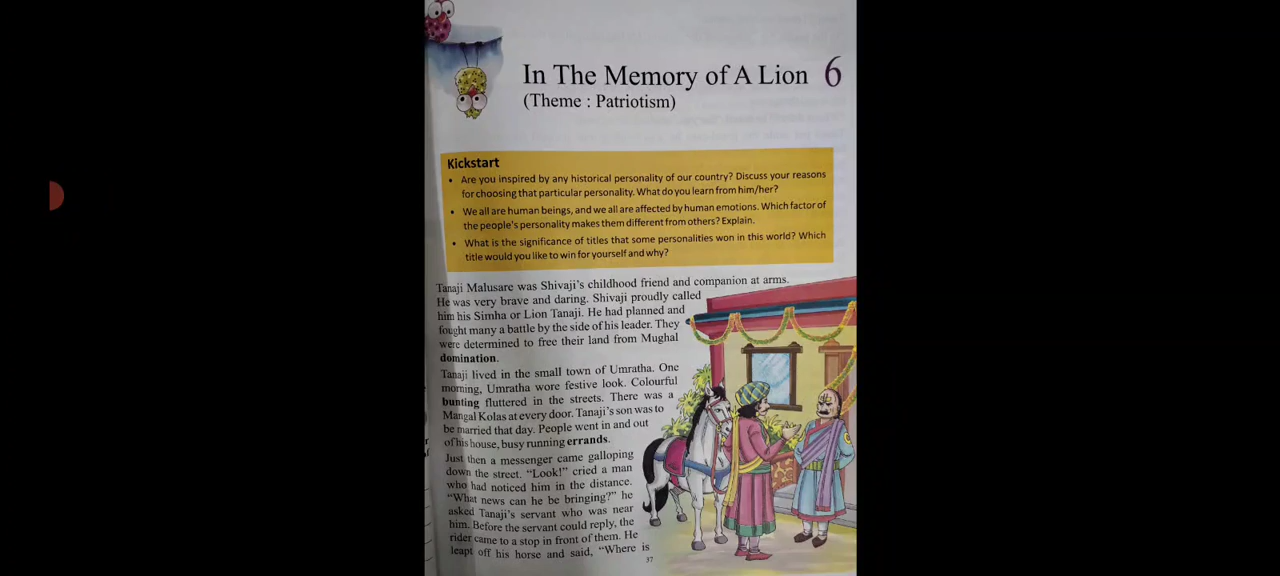 In The Memory of A Lion 6
(Theme : Patriotism)
Kickstart
• Are you inspired by any historical personality of our country? Discuss your reasons
for choosing that particular personality. What do you learn from him/her?
• We all are human beings, and we all are affected by human emotions. Which factor of
the people's personality makes them different from others? Explain.
• What is the significance of titles that some personalities won in this world? Which
title would you like to win for yourself and why?
Tanaji Malusare was Shivaji's childhood friend and companion at arms.
He was very brave and daring. Shivaji proudly called
him his Simha or Lion Tanaji. He had planned and
fought many a battle by the side of his leader. They
were determined to free their land from Mughal
domination.
Tanaji lived in the small town of Umratha. One
morning, Umratha wore festive look. Colourful
bunting fluttered in the streets. There was a
Mangal Kolas at every door. Tanaji's son was to
be married that day. People went in and out
of his house, busy running errands.
Just then a messenger came galloping
down the street. "Look!" cried a man
who had noticed him in the distance.
"What news can he be bringing?" he
asked Tanaji's servant who was near
him. Before the servant could reply, the
rider came to a stop in front of them. He
leapt off his horse and said, "Where is
37